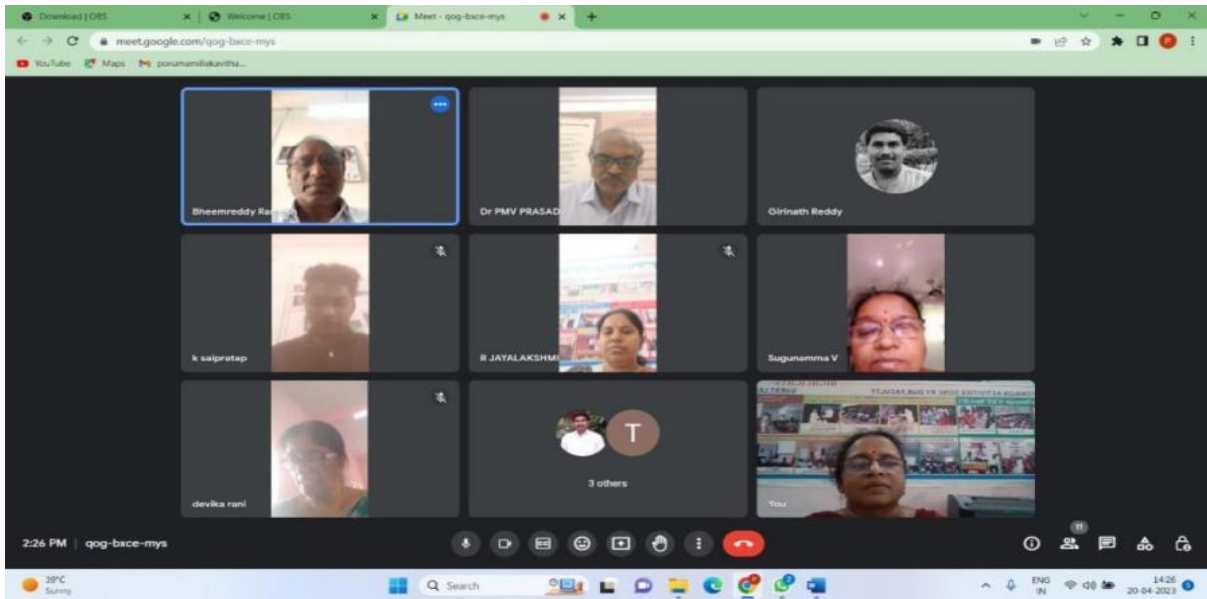 Download | OBS
Welcome | OBS
Meet - qog-bxce-mys
meet.google.com/qog-bxce-mys
P
YouTube
Maps
porumamillakavitha...
Bheemreddy
Dr PMV PRASAD
Girinath Reddy
k saipratap
R JAYALAKSHMI
Sugunamma V
devika rani
T
3 others
You
2:26 PM | qog-bxce-mys
11
39°C
Sunny
Search
ENG
IN
14:26
20-04-2023